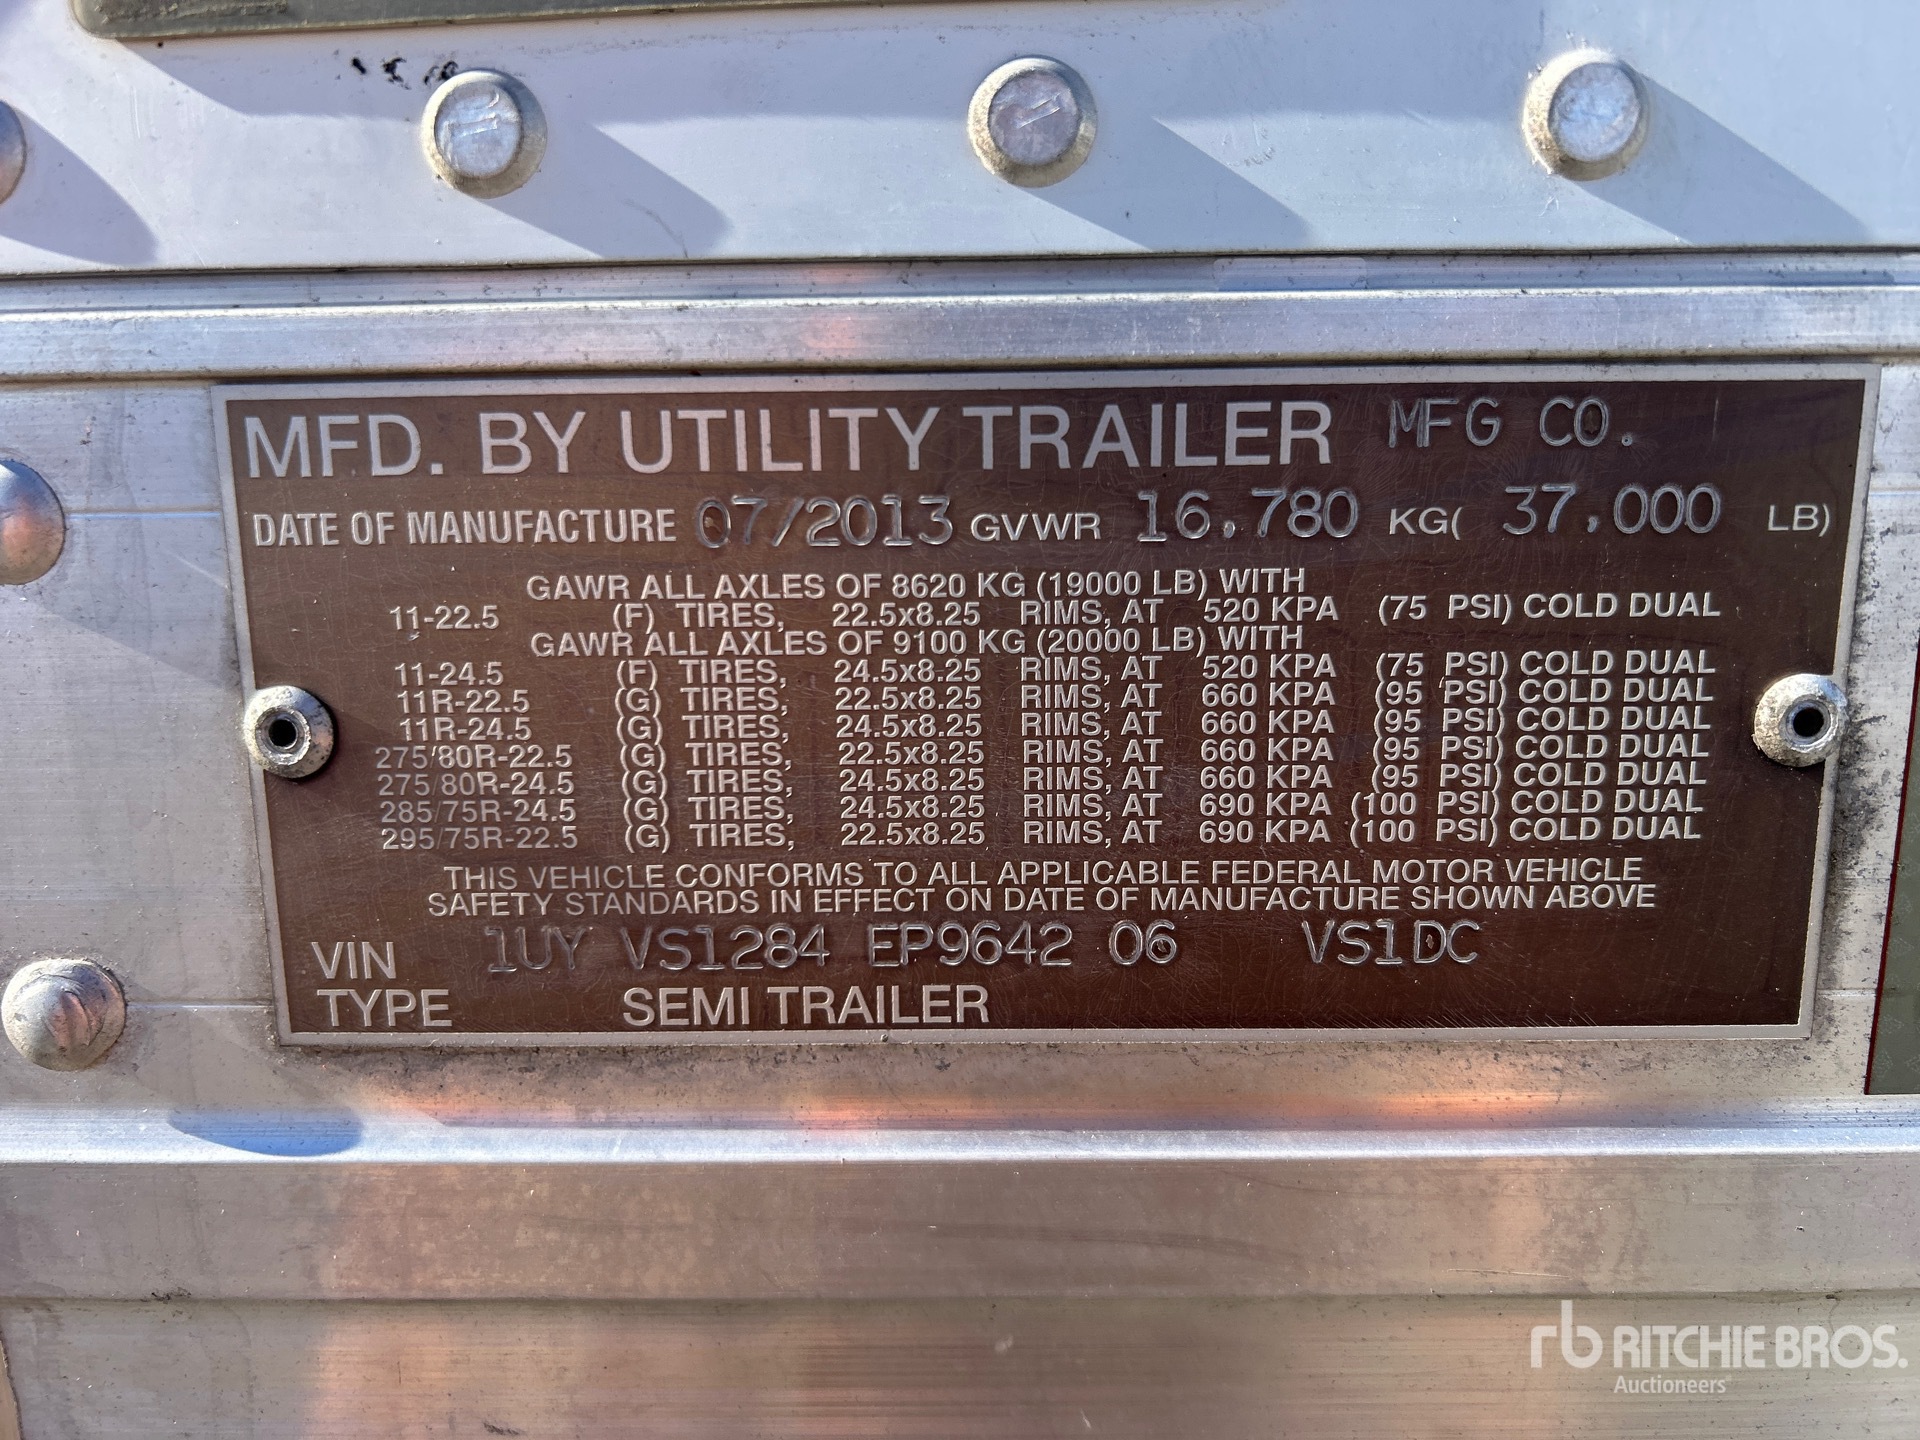 MFD. BY UTILITY TRAILER MFG CO.
DATE OF MANUFACTURE 07/2013 GVWR 16,780 KG( 37,000 LB)
GAWR ALL AXLES OF 8620 KG (19000 LB) WITH
11-22.5 (F) TIRES, 22.5x8.25 RIMS, AT 520 KPA (75 PSI) COLD DUAL
GAWR ALL AXLES OF 9100 KG (20000 LB) WITH
11-24.5 (F) TIRES, 24.5x8.25 RIMS, AT 520 KPA (75 PSI) COLD DUAL
11R-22.5 (G) TIRES, 22.5x8.25 RIMS, AT 660 KPA (95 PSI) COLD DUAL
11R-24.5 (G) TIRES, 24.5x8.25 RIMS, AT 660 KPA (95 PSI) COLD DUAL
275/80R-22.5 (G) TIRES, 22.5x8.25 RIMS, AT 660 KPA (95 PSI) COLD DUAL
275/80R-24.5 (G) TIRES, 24.5x8.25 RIMS, AT 660 KPA (95 PSI) COLD DUAL
285/75R-24.5 (G) TIRES, 24.5x8.25 RIMS, AT 690 KPA (100 PSI) COLD DUAL
295/75R-22.5 (G) TIRES, 22.5x8.25 RIMS, AT 690 KPA (100 PSI) COLD DUAL
THIS VEHICLE CONFORMS TO ALL APPLICABLE FEDERAL MOTOR VEHICLE
SAFETY STANDARDS IN EFFECT ON DATE OF MANUFACTURE SHOWN ABOVE
VIN 1UY VS1284 EP9642 06 VS1DC
TYPE SEMI TRAILER
rb RITCHIE BROS.
Auctioneers